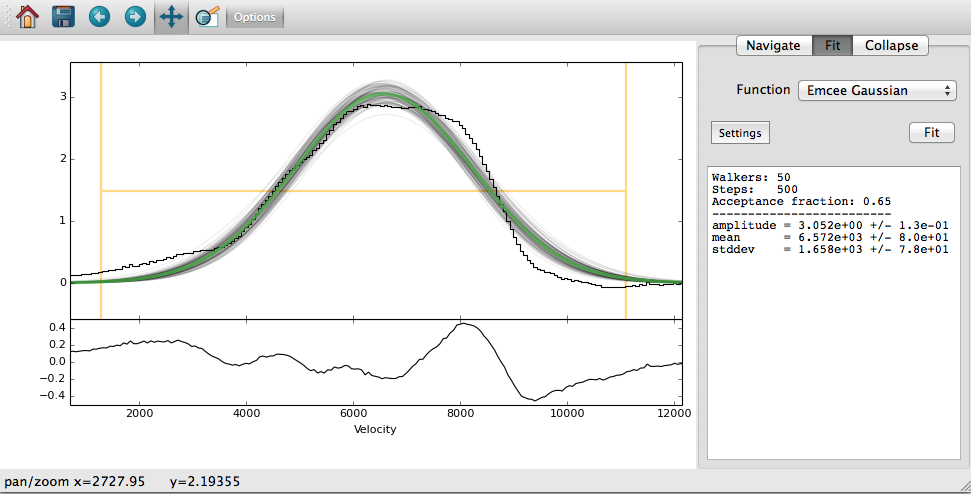 Options
Navigate Fit Collapse
Function Emcee Gaussian
Settings Fit
Walkers: 50
Steps: 500
Acceptance fraction: 0.65
--------------------------
amplitude = 3.052e+00 +/- 1.3e-01
mean = 6.572e+03 +/- 8.0e+01
stddev = 1.658e+03 +/- 7.8e+01
3
2
1
0
0.4
0.2
0.0
−0.2
−0.4
2000 4000 6000 8000 10000 12000
Velocity
pan/zoom x=2727.95 y=2.19355